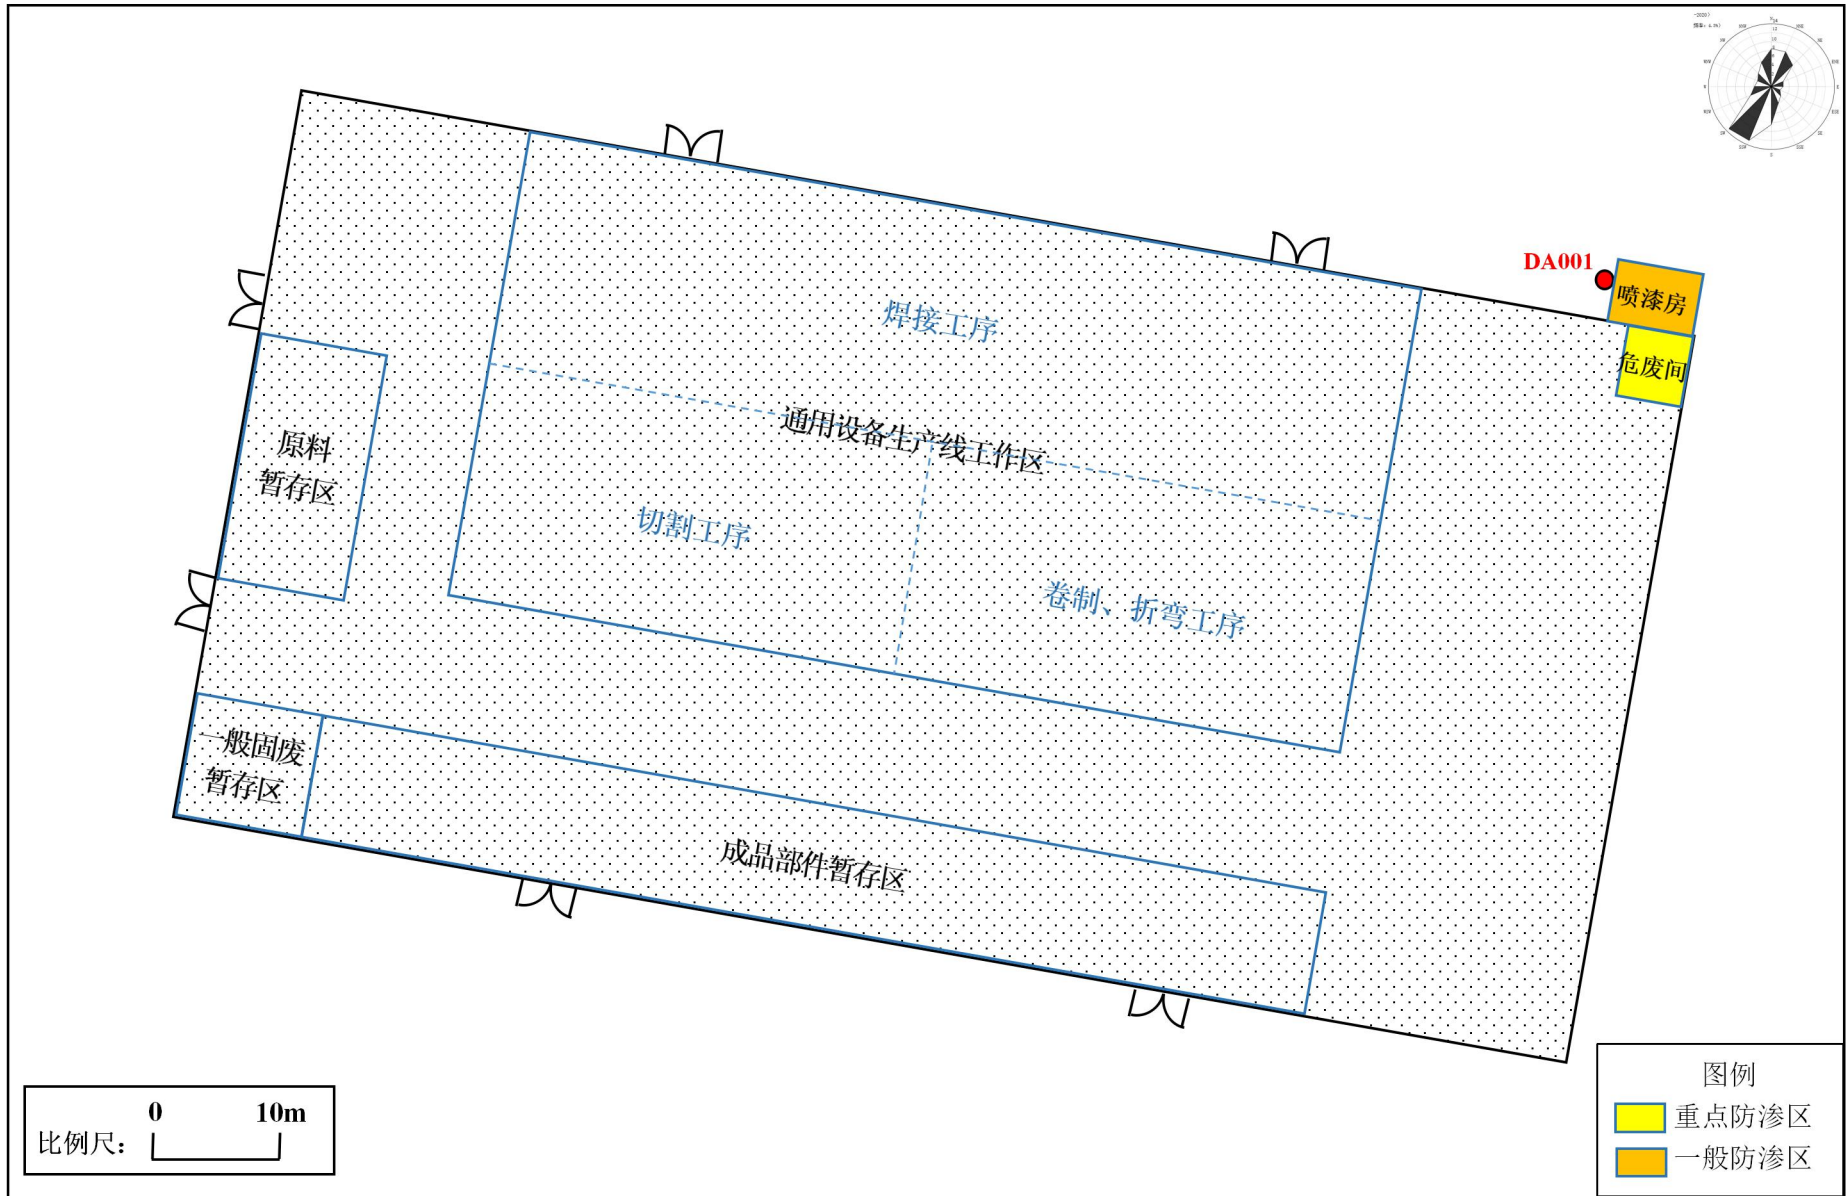 -2020)
DA001
喷漆房
危废间
焊接工序
通用设备生产线工作区
切割工序
卷制、折弯工序
原料
暂存区
一般固废
暂存区
成品部件暂存区
0 10m
比例尺：
图例
重点防渗区
一般防渗区